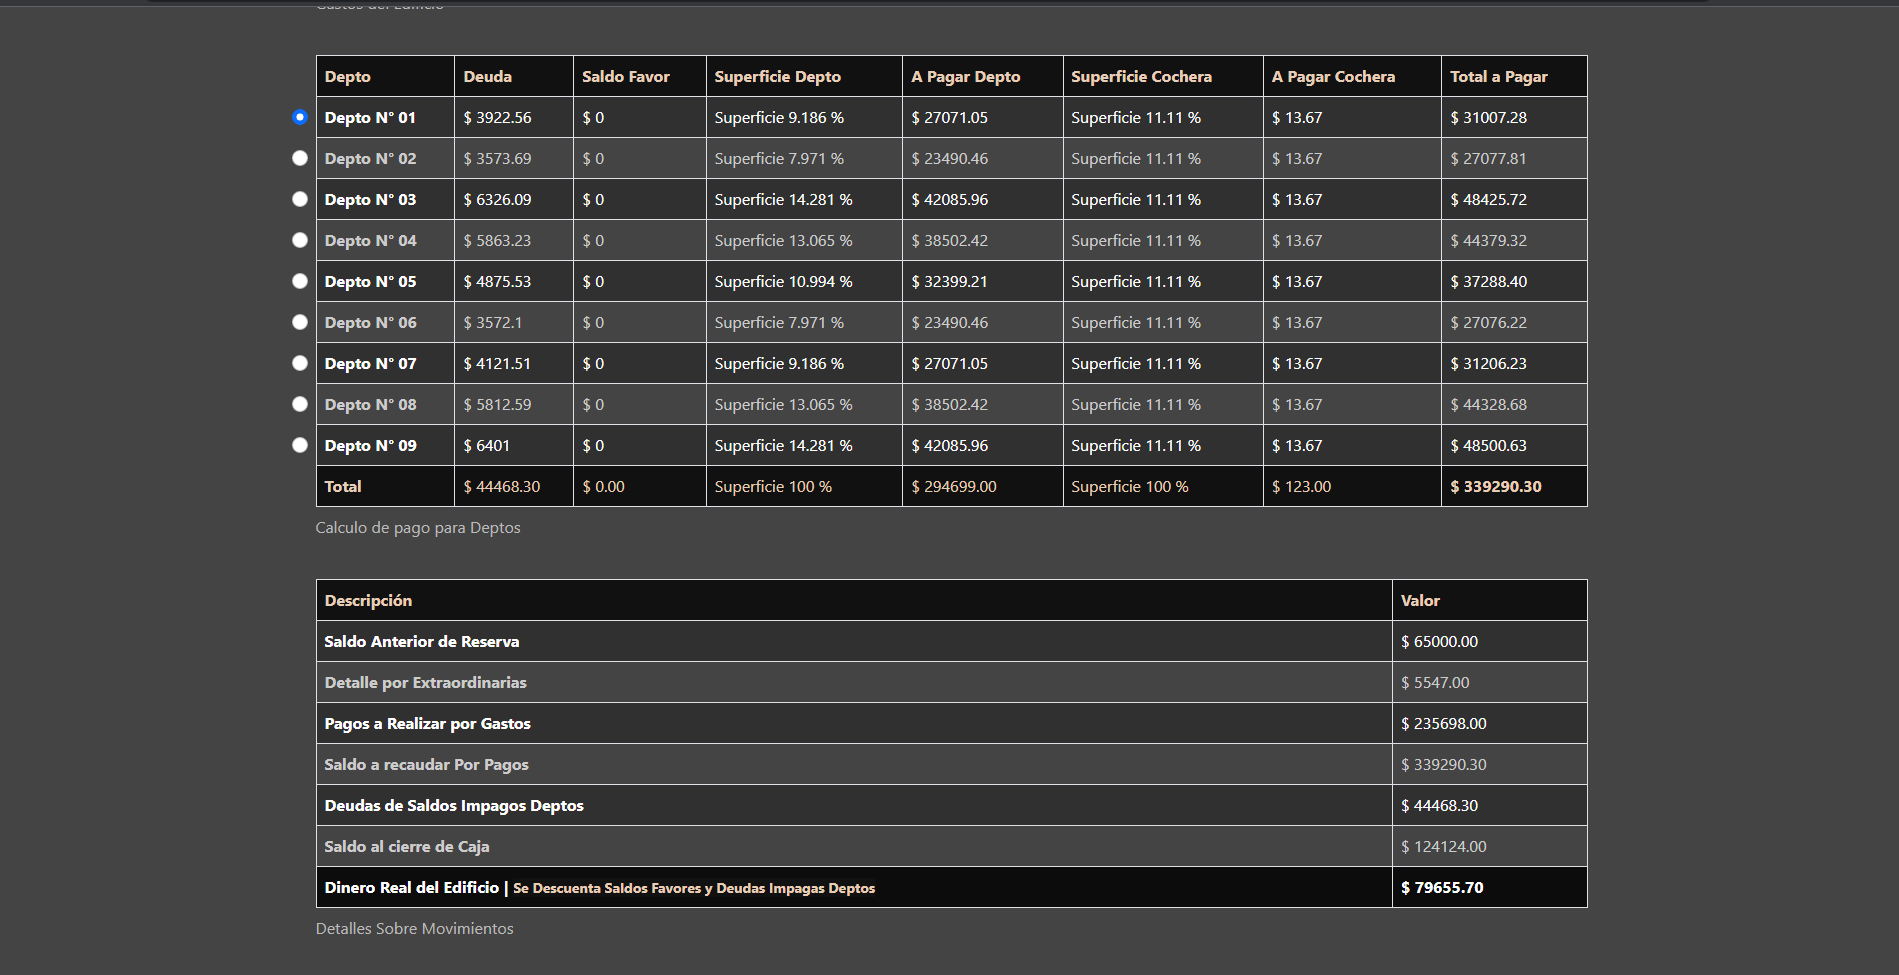 Gastos del Edificio
Depto Deuda Saldo Favor Superficie Depto A Pagar Depto Superficie Cochera A Pagar Cochera Total a Pagar
Depto N° 01 $ 3922.56 $ 0 Superficie 9.186 % $ 27071.05 Superficie 11.11 % $ 13.67 $ 31007.28
Depto N° 02 $ 3573.69 $ 0 Superficie 7.971 % $ 23490.46 Superficie 11.11 % $ 13.67 $ 27077.81
Depto N° 03 $ 6326.09 $ 0 Superficie 14.281 % $ 42085.96 Superficie 11.11 % $ 13.67 $ 48425.72
Depto N° 04 $ 5863.23 $ 0 Superficie 13.065 % $ 38502.42 Superficie 11.11 % $ 13.67 $ 44379.32
Depto N° 05 $ 4875.53 $ 0 Superficie 10.994 % $ 32399.21 Superficie 11.11 % $ 13.67 $ 37288.40
Depto N° 06 $ 3572.1 $ 0 Superficie 7.971 % $ 23490.46 Superficie 11.11 % $ 13.67 $ 27076.22
Depto N° 07 $ 4121.51 $ 0 Superficie 9.186 % $ 27071.05 Superficie 11.11 % $ 13.67 $ 31206.23
Depto N° 08 $ 5812.59 $ 0 Superficie 13.065 % $ 38502.42 Superficie 11.11 % $ 13.67 $ 44328.68
Depto N° 09 $ 6401 $ 0 Superficie 14.281 % $ 42085.96 Superficie 11.11 % $ 13.67 $ 48500.63
Total $ 44468.30 $ 0.00 Superficie 100 % $ 294699.00 Superficie 100 % $ 123.00 $ 339290.30
Calculo de pago para Deptos
Descripción Valor
Saldo Anterior de Reserva $ 65000.00
Detalle por Extraordinarias $ 5547.00
Pagos a Realizar por Gastos $ 235698.00
Saldo a recaudar Por Pagos $ 339290.30
Deudas de Saldos Impagos Deptos $ 44468.30
Saldo al cierre de Caja $ 124124.00
Dinero Real del Edificio | Se Descuenta Saldos Favores y Deudas Impagas Deptos $ 79655.70
Detalles Sobre Movimientos